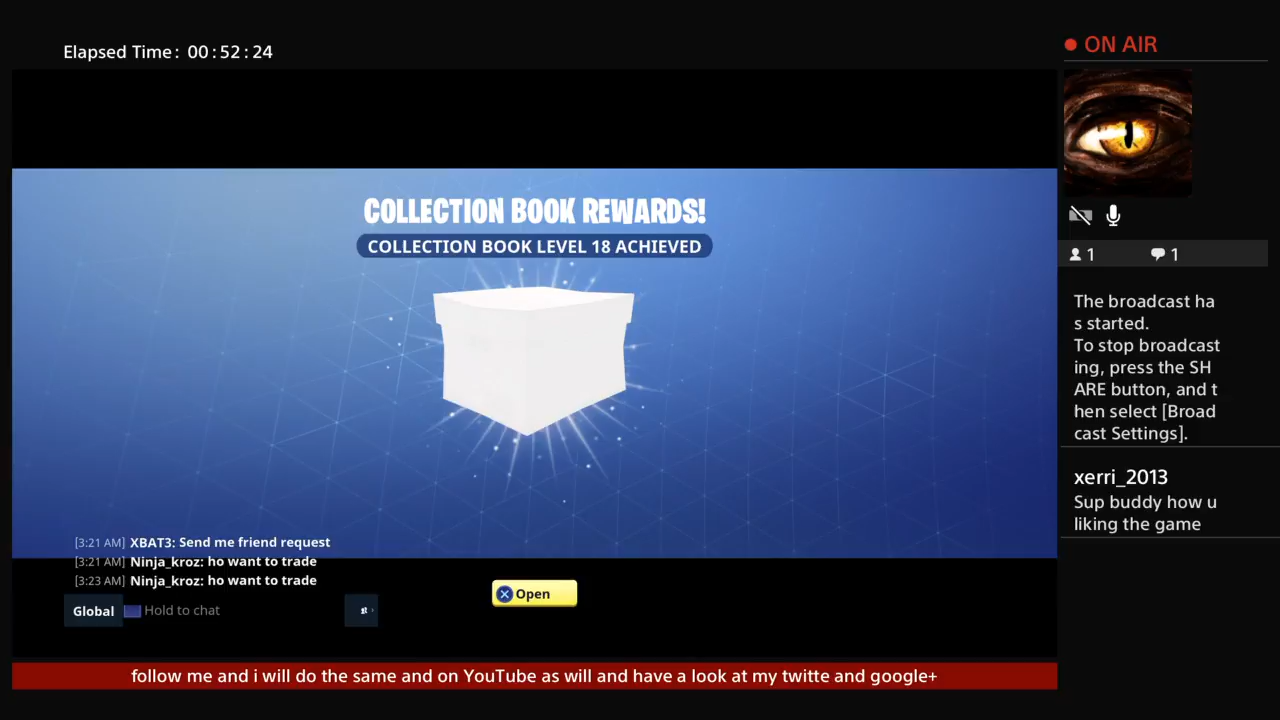 Elapsed Time: 00:52:24
ON AIR
COLLECTION BOOK REWARDS!
COLLECTION BOOK LEVEL 18 ACHIEVED
1 1
The broadcast ha
s started.
To stop broadcast
ing, press the SH
ARE button, and t
hen select [Broad
cast Settings].
xerri_2013
Sup buddy how u
liking the game
[3:21 AM] XBAT3: Send me friend request
[3:21 AM] Ninja_kroz: ho want to trade
[3:23 AM] Ninja_kroz: ho want to trade
Open
Global Hold to chat
follow me and i will do the same and on YouTube as will and have a look at my twitte and google+